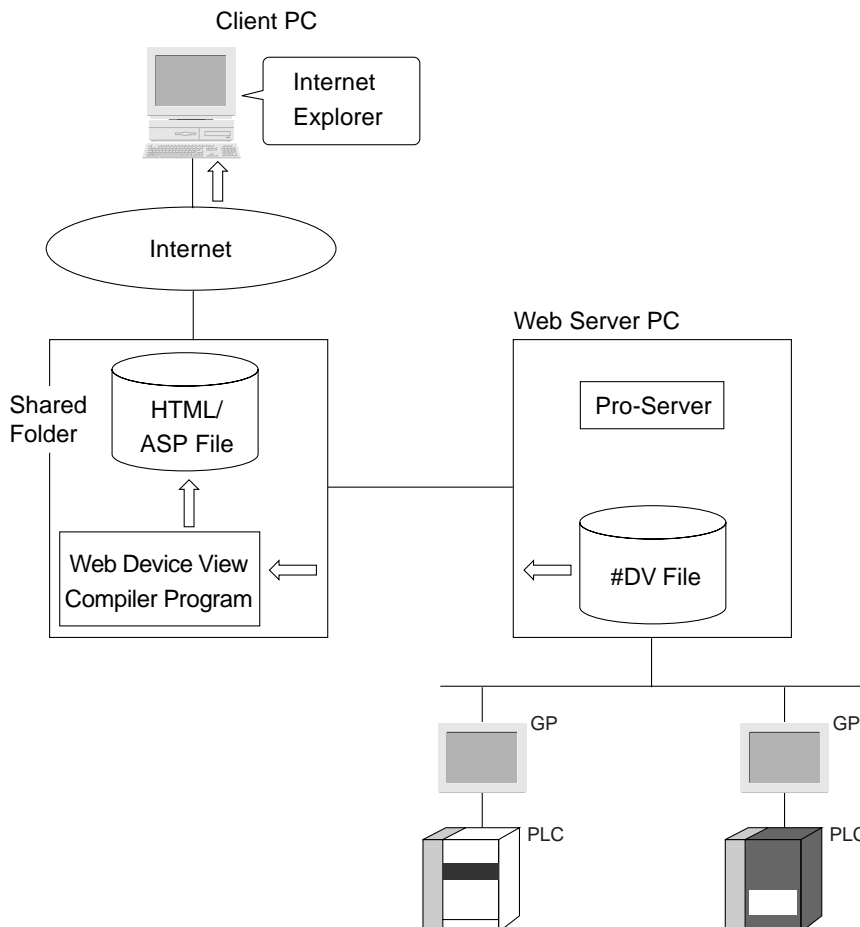 Client PC
Internet
Explorer
Internet
Web Server PC
Shared
Folder
HTML/
ASP File
Pro-Server
Web Device View
Compiler Program
#DV File
GP
GP
PLC
PLC